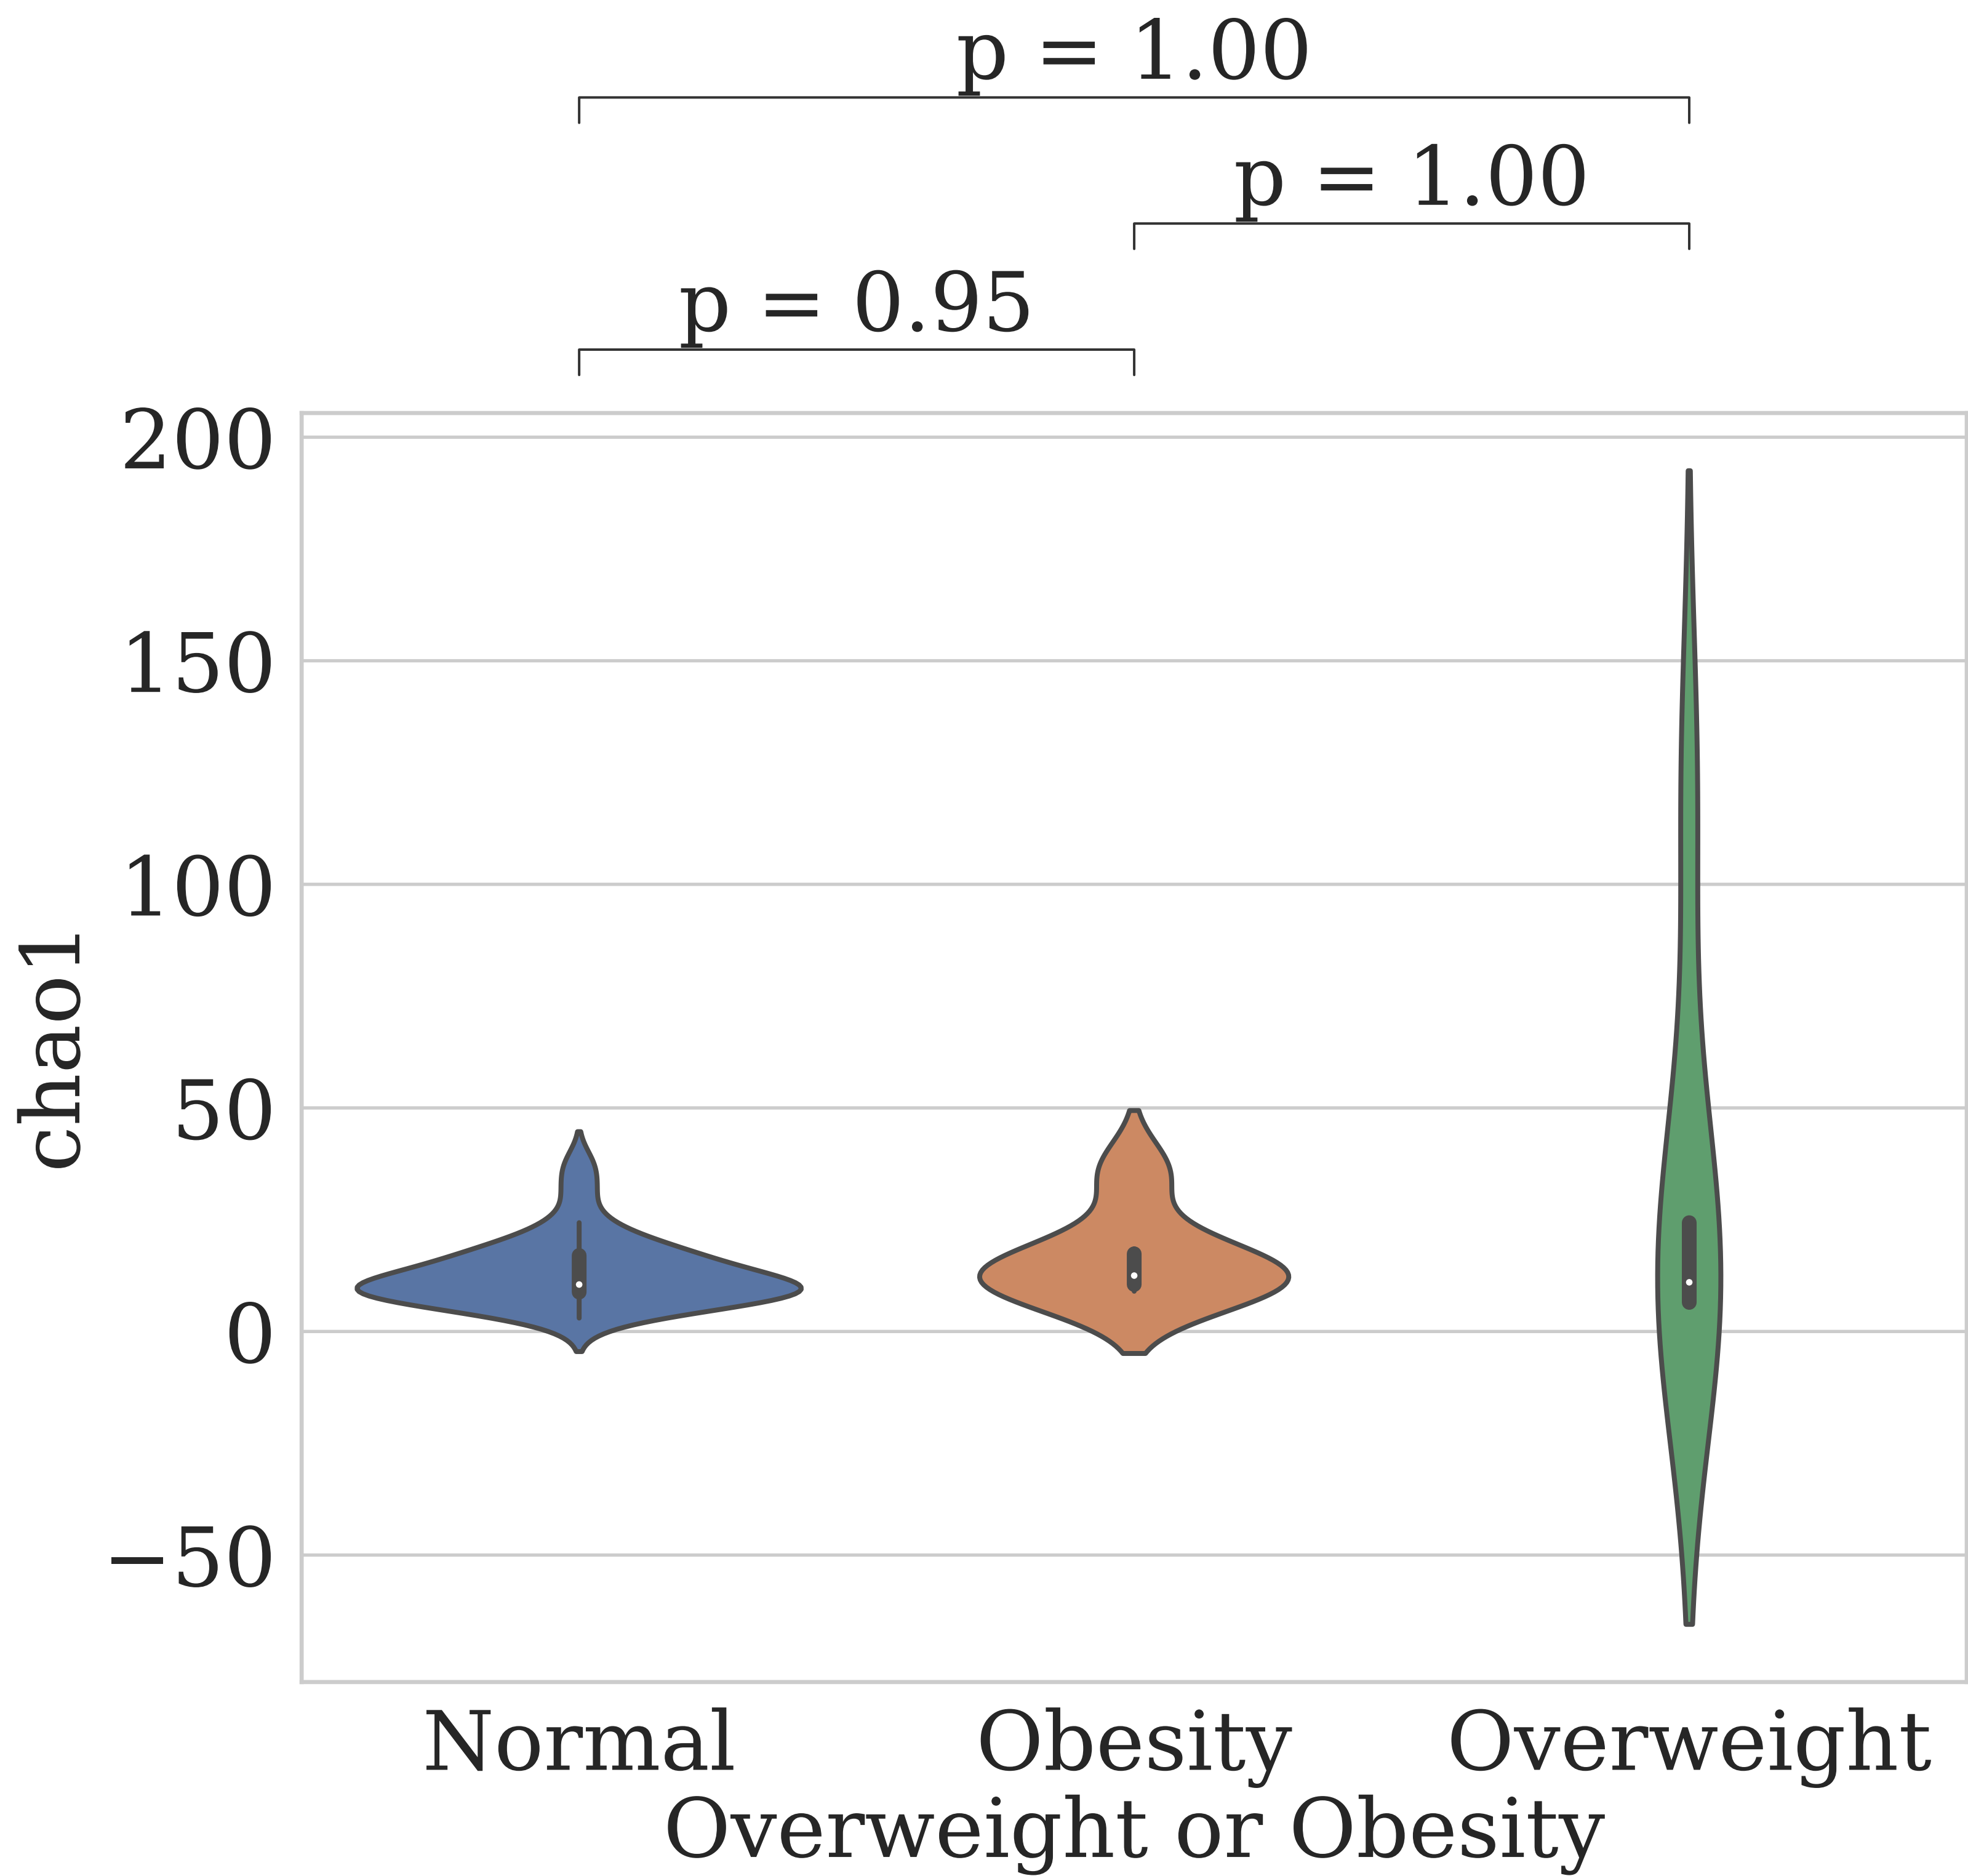 p = 1.00
p = 1.00
p = 0.95
200
150
100
50
0
−50
chao1
Normal
Obesity
Overweight
Overweight or Obesity